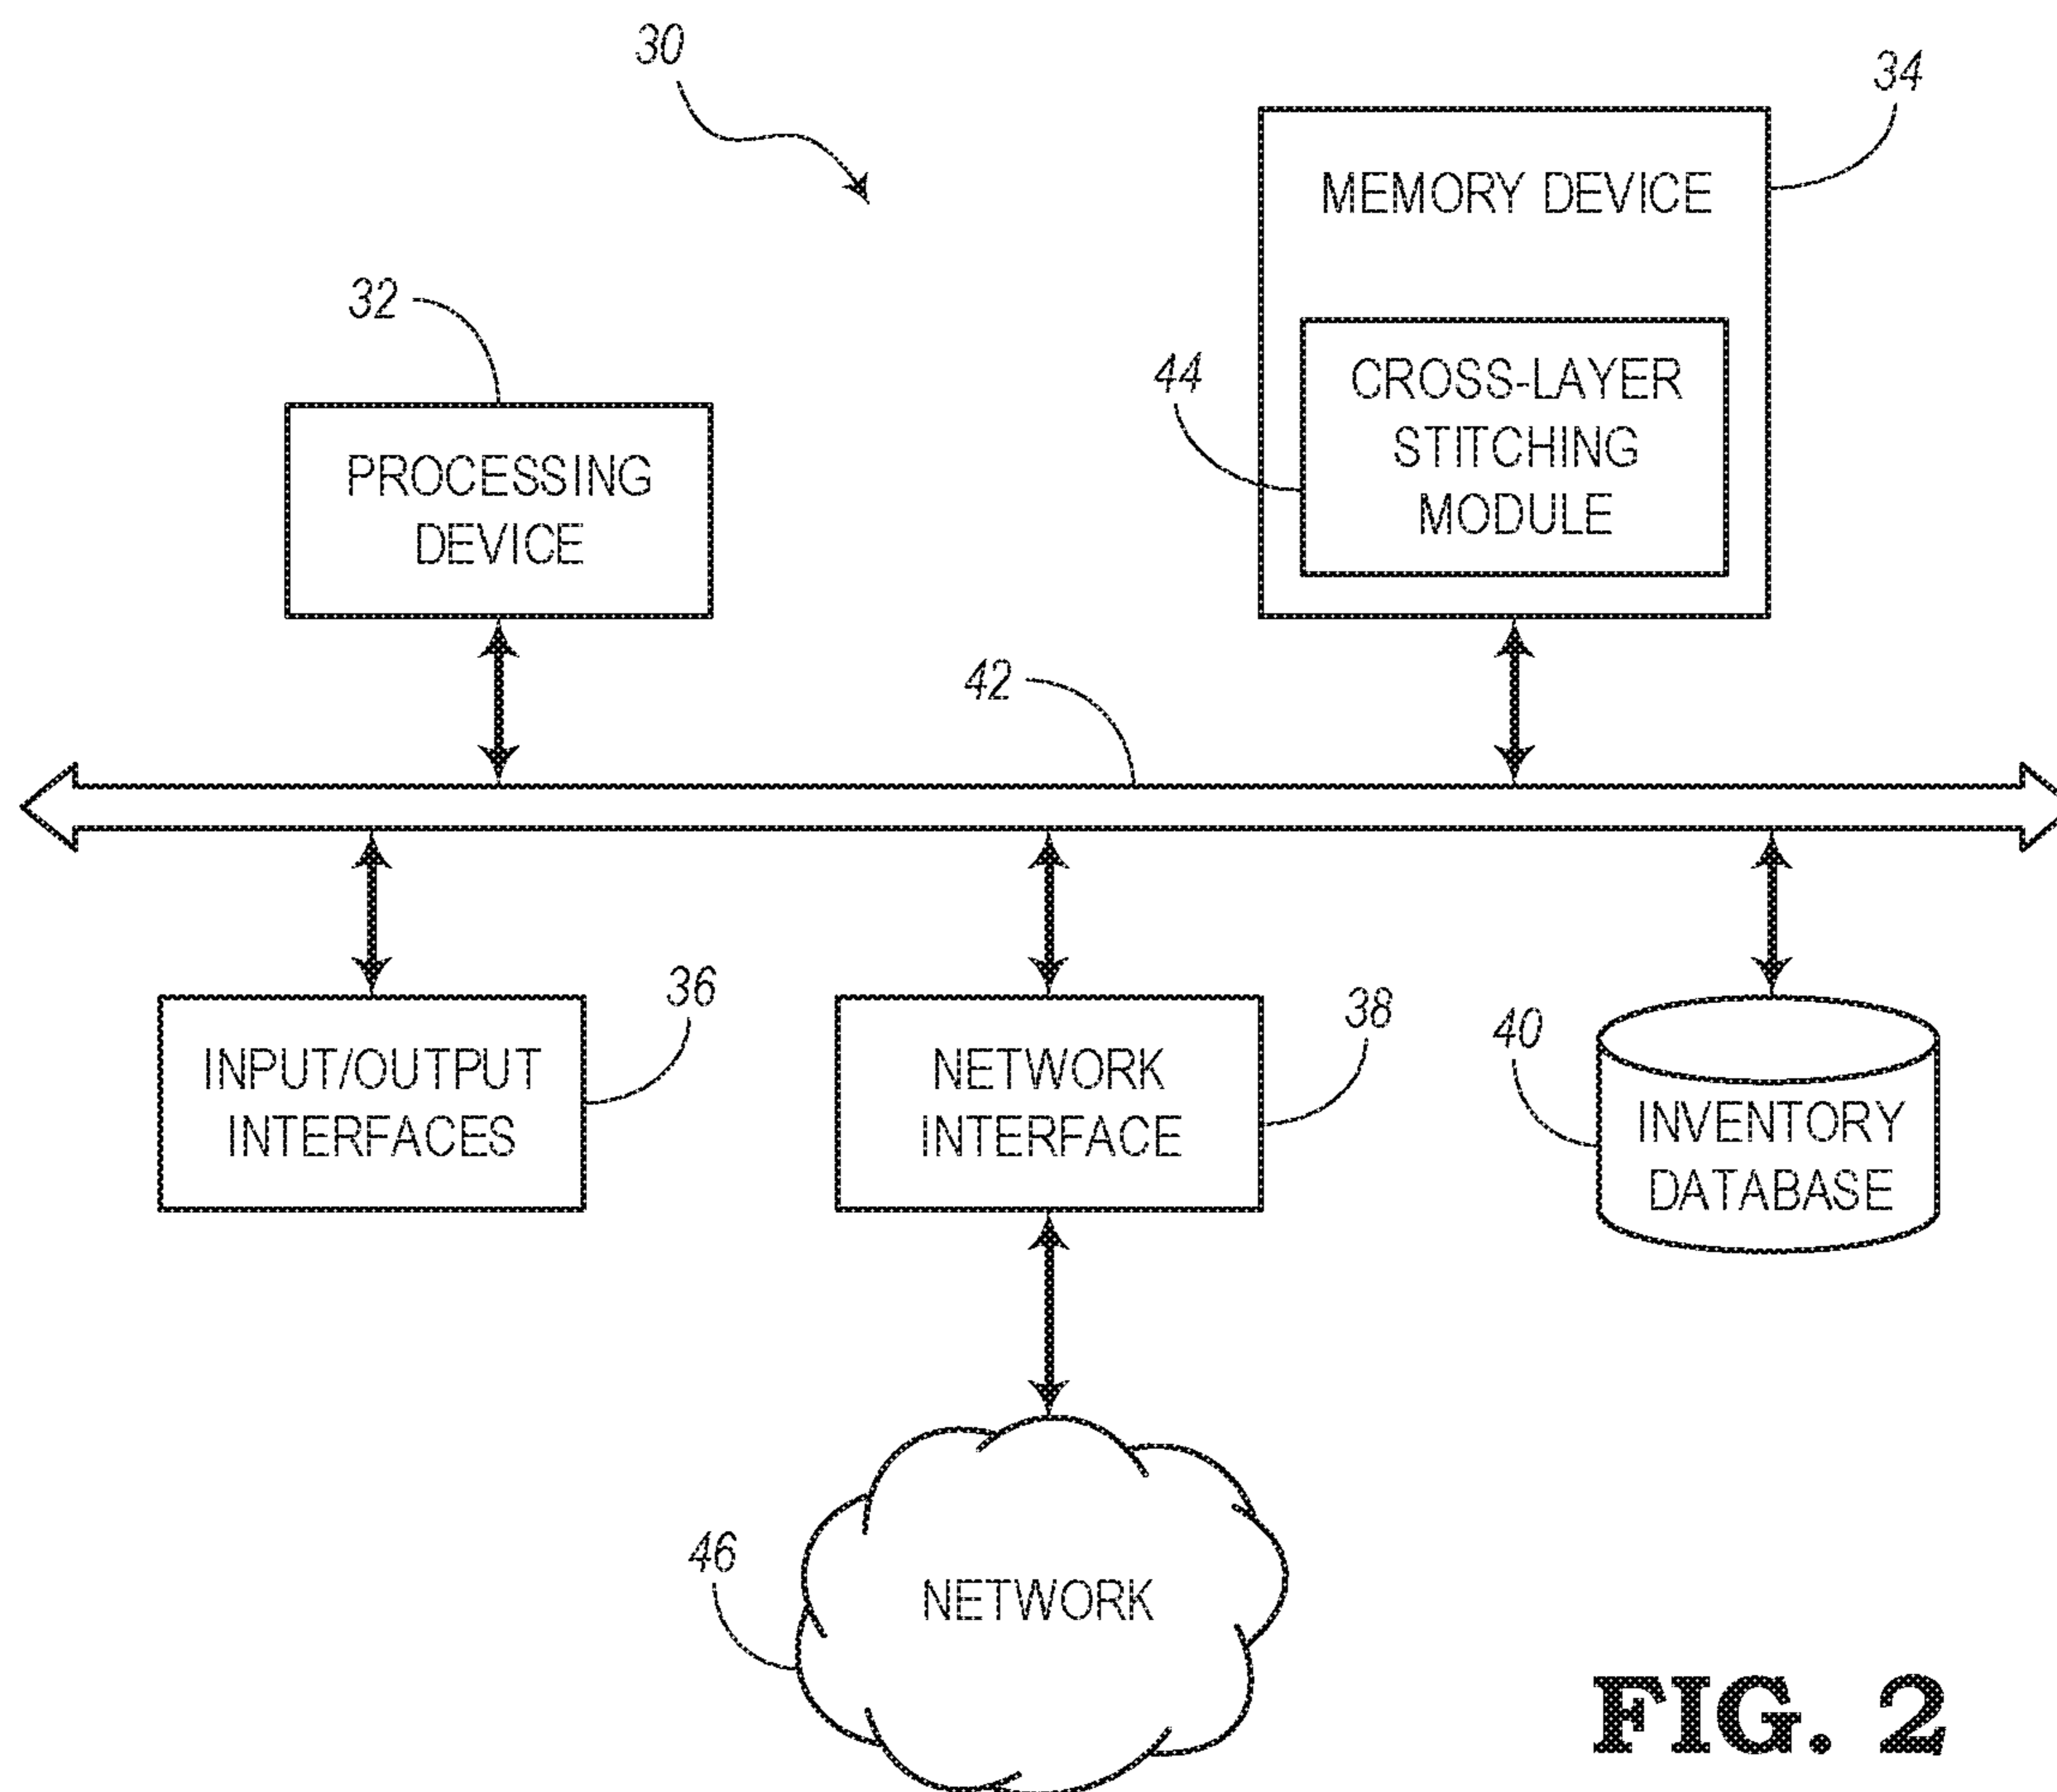 30
34
MEMORY DEVICE
32
44
CROSS-LAYER
STITCHING
MODULE
PROCESSING
DEVICE
42
36
38
40
INPUT/OUTPUT
INTERFACES
NETWORK
INTERFACE
INVENTORY
DATABASE
46
NETWORK
FIG. 2